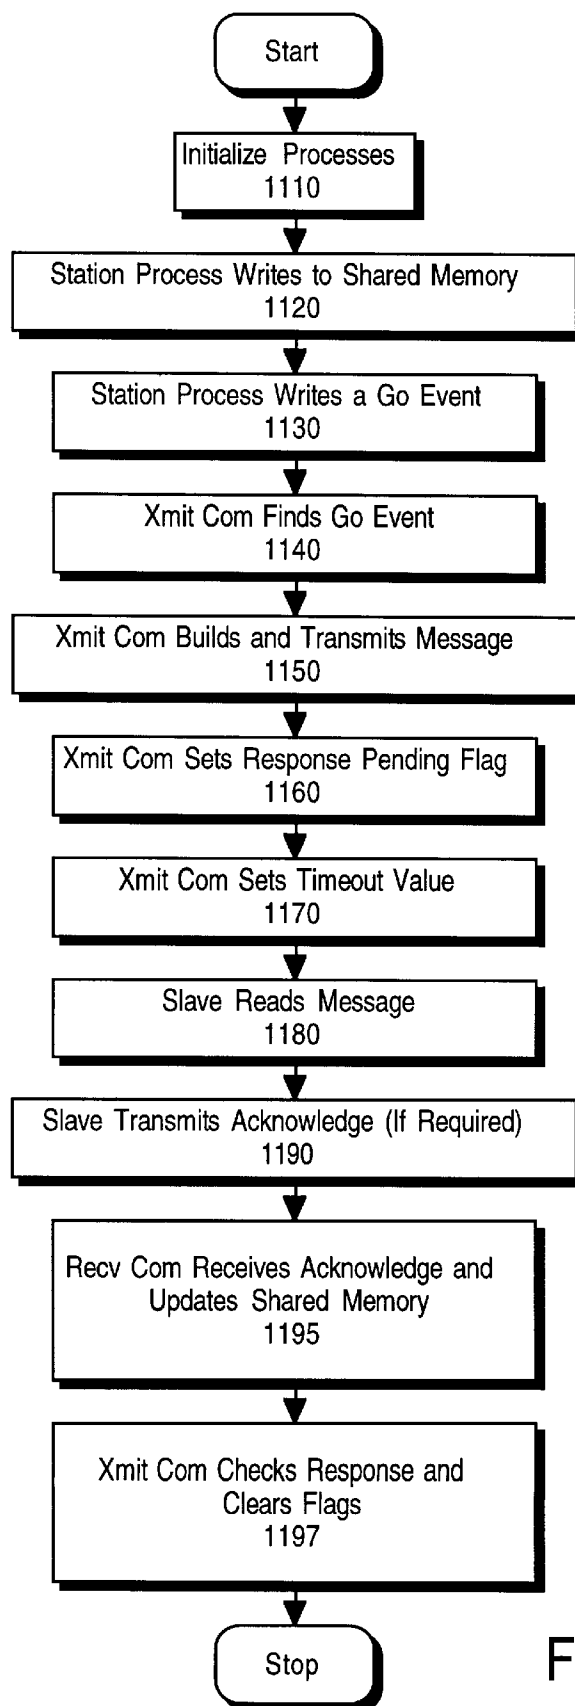 Start
Initialize Processes
1110
Station Process Writes to Shared Memory
1120
Station Process Writes a Go Event
1130
Xmit Com Finds Go Event
1140
Xmit Com Builds and Transmits Message
1150
Xmit Com Sets Response Pending Flag
1160
Xmit Com Sets Timeout Value
1170
Slave Reads Message
1180
Slave Transmits Acknowledge (If Required)
1190
Recv Com Receives Acknowledge and
Updates Shared Memory
1195
Xmit Com Checks Response and
Clears Flags
1197
Stop
F